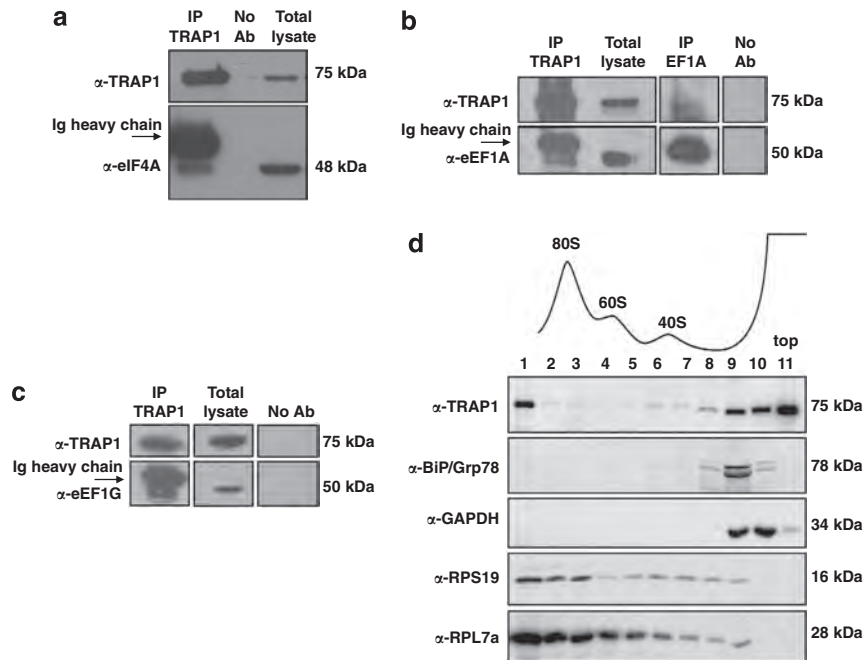 a
IP TRAP1
No Ab
Total lysate
α-TRAP1
75 kDa
Ig heavy chain
α-eIF4A
48 kDa
b
IP TRAP1
Total lysate
IP EF1A
No Ab
α-TRAP1
75 kDa
Ig heavy chain
α-eEF1A
50 kDa
c
IP TRAP1
Total lysate
No Ab
α-TRAP1
75 kDa
Ig heavy chain
α-eEF1G
50 kDa
d
80S
60S
40S
top
1 2 3 4 5 6 7 8 9 10 11
α-TRAP1
75 kDa
α-BiP/Grp78
78 kDa
α-GAPDH
34 kDa
α-RPS19
16 kDa
α-RPL7a
28 kDa